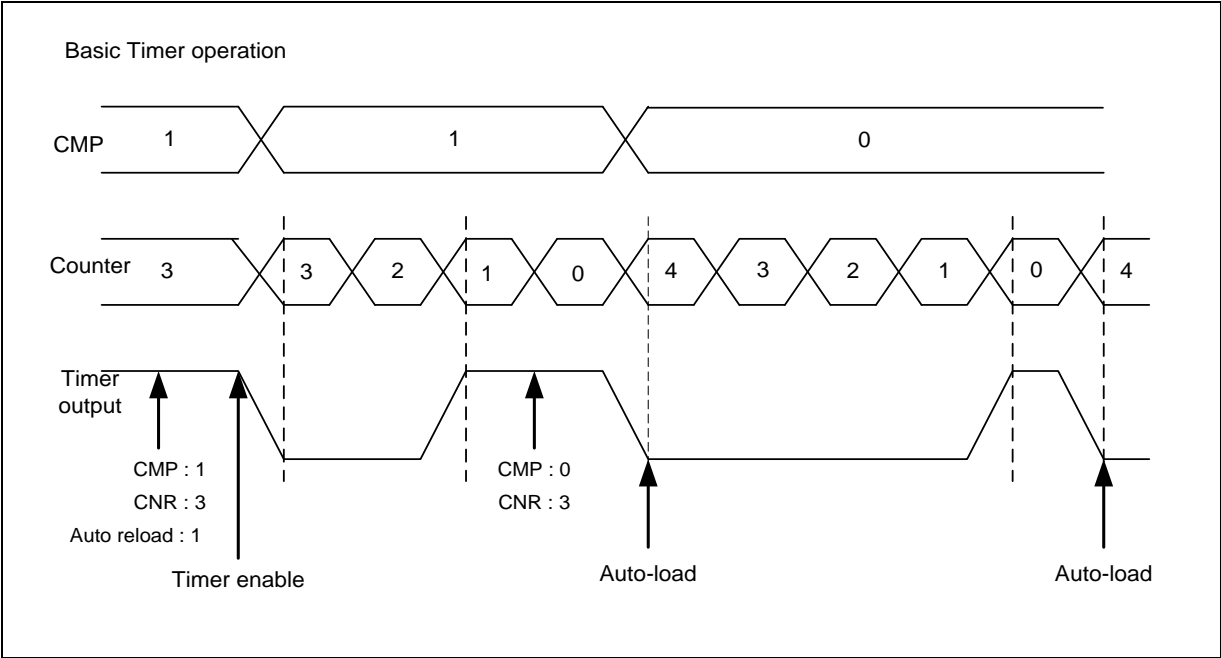 Basic Timer operation
CMP 1 1 0
Counter 3 3 2 1 0 4 3 2 1 0 4
Timer
output
CMP : 1
CNR : 3
Auto reload : 1
Timer enable
CMP : 0
CNR : 3
Auto-load
Auto-load